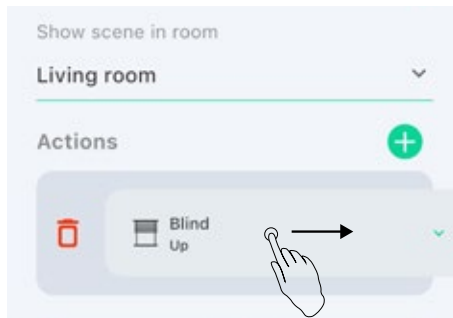 Show scene in room
Living room
Actions
Blind
Up